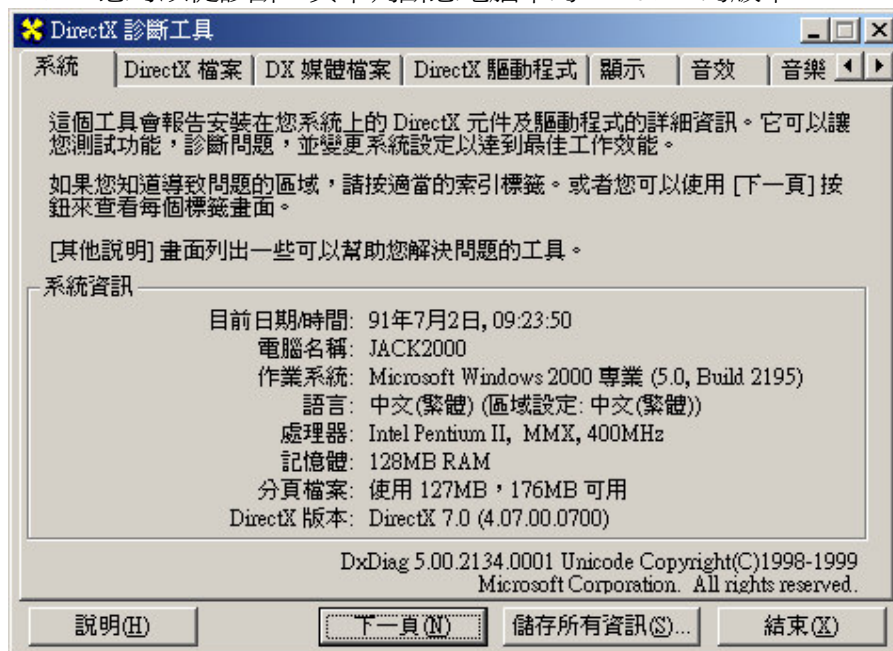 DirectX 診斷工具
系統 DirectX 檔案 DX 媒體檔案 DirectX 驅動程式 顯示 音效 音樂
這個工具會報告安裝在您系統上的 DirectX 元件及驅動程式的詳細資訊。它可以讓
您測試功能,診斷問題,並變更系統設定以達到最佳工作效能。
如果您知道導致問題的區域,請按適當的索引標籤。或者您可以使用 [下一頁] 按
鈕來查看每個標籤畫面。
[其他說明] 畫面列出一些可以幫助您解決問題的工具。
系統資訊
目前日期/時間: 91年7月2日, 09:23:50
電腦名稱: JACK2000
作業系統: Microsoft Windows 2000 專業 (5.0, Build 2195)
語言: 中文(繁體) (區域設定: 中文(繁體))
處理器: Intel Pentium II, MMX, 400MHz
記憶體: 128MB RAM
分頁檔案: 使用 127MB,176MB 可用
DirectX 版本: DirectX 7.0 (4.07.00.0700)
DxDiag 5.00.2134.0001 Unicode Copyright(C)1998-1999
Microsoft Corporation. All rights reserved.
說明(H) 下一頁(N) 儲存所有資訊(S)... 結束(X)